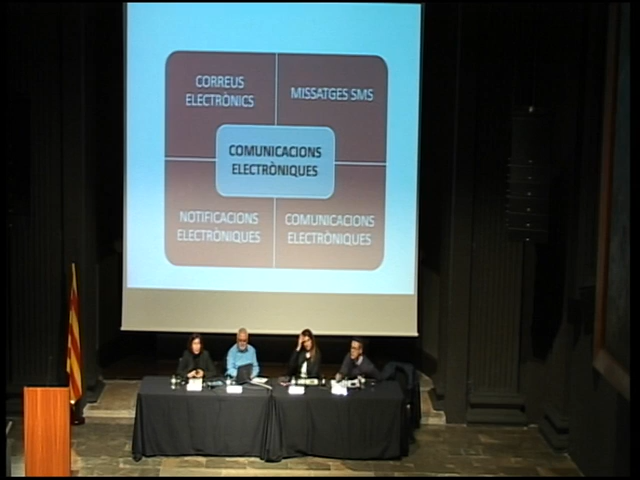 CORREUS
ELECTRÒNICS
MISSATGES SMS
COMUNICACIONS
ELECTRÒNIQUES
NOTIFICACIONS
ELECTRÒNIQUES
COMUNICACIONS
ELECTRÒNIQUES